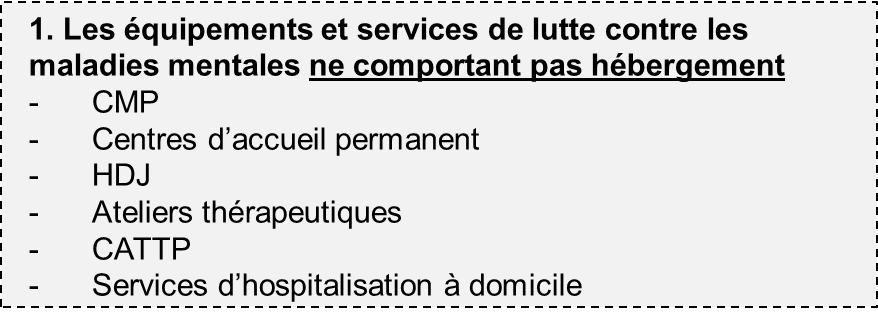 1. Les équipements et services de lutte contre les
maladies mentales ne comportant pas hébergement
- CMP
- Centres d’accueil permanent
- HDJ
- Ateliers thérapeutiques
- CATTP
- Services d’hospitalisation à domicile